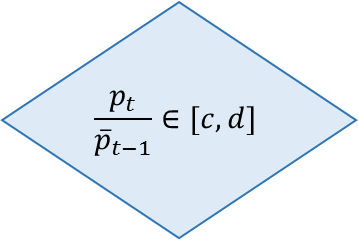 p_t / p̄_{t−1} ∈ [c, d]